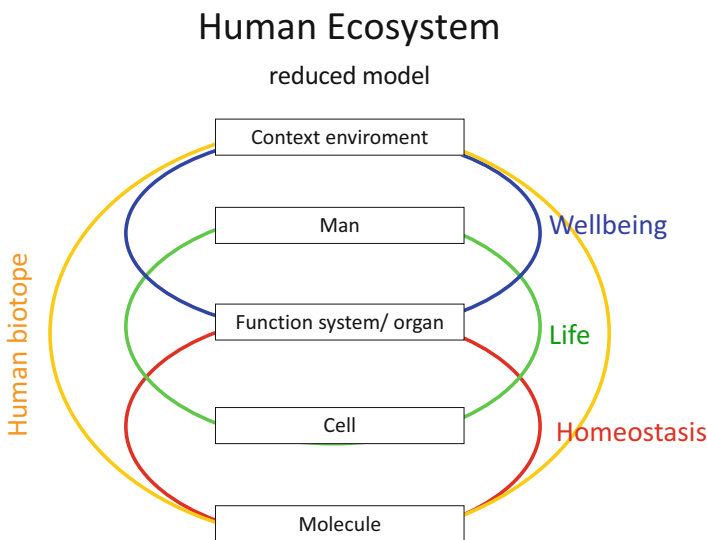 Human Ecosystem
reduced model
Context enviroment
Man
Wellbeing
Human biotope
Function system/ organ
Life
Cell
Homeostasis
Molecule